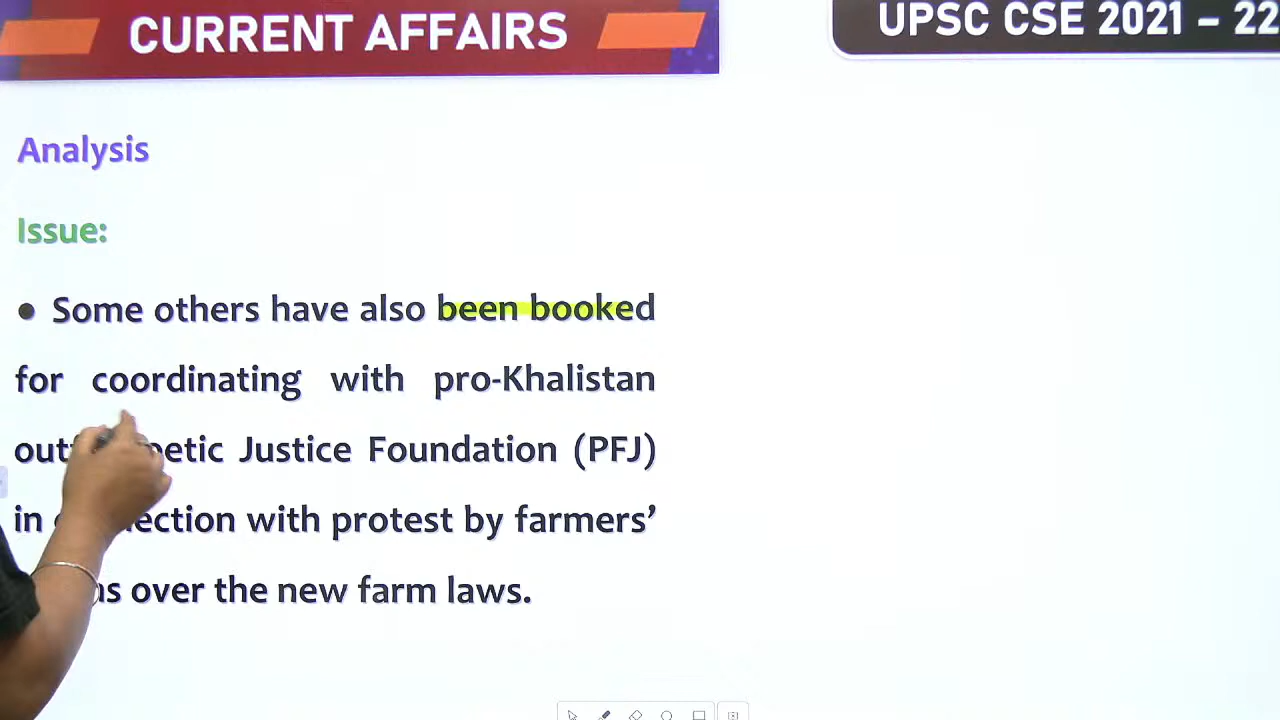 CURRENT AFFAIRS
UPSC CSE 2021 – 22
Analysis
Issue:
• Some others have also been booked
for coordinating with pro-Khalistan
Justice Foundation (PFJ)
in with protest by farmers’
over the new farm laws.